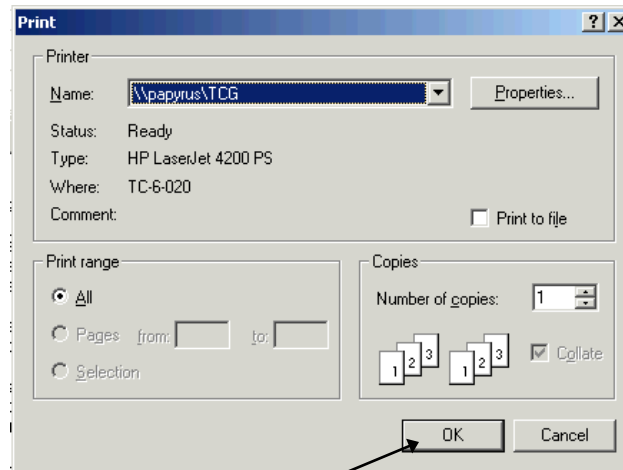 Print
Printer
Name: \\papyrus\TCG Properties...
Status: Ready
Type: HP LaserJet 4200 PS
Where: TC-6-020
Comment: Print to file
Print range
All
Pages from: to:
Selection
Copies
Number of copies: 1
1 2 3 1 2 3 Collate
OK Cancel